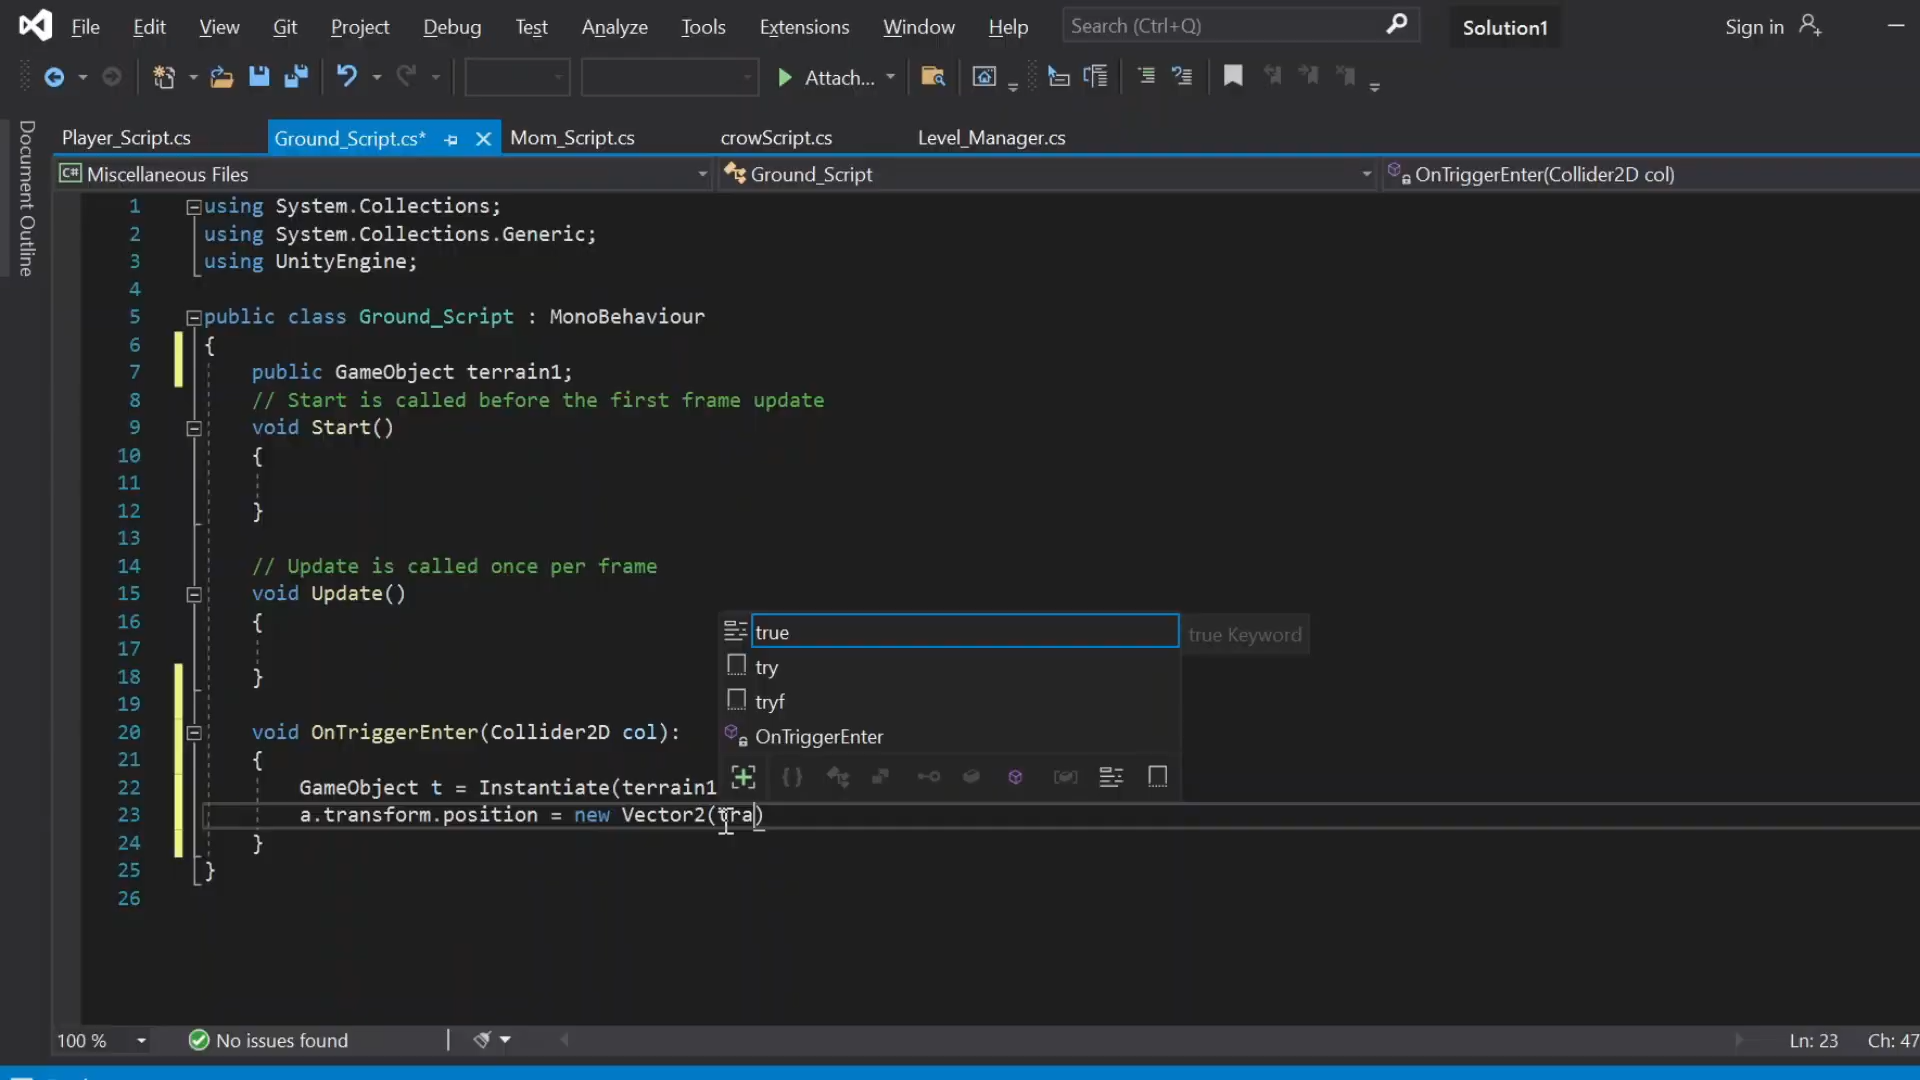 File Edit View Git Project Debug Test Analyze Tools Extensions Window Help Search (Ctrl+Q) Solution1 Sign in
Attach...
Document Outline
Player_Script.cs Ground_Script.cs* Mom_Script.cs crowScript.cs Level_Manager.cs
C# Miscellaneous Files Ground_Script OnTriggerEnter(Collider2D col)
1 using System.Collections;
2 using System.Collections.Generic;
3 using UnityEngine;
4
5 public class Ground_Script : MonoBehaviour
6 {
7 public GameObject terrain1;
8 // Start is called before the first frame update
9 void Start()
10 {
11
12 }
13
14 // Update is called once per frame
15 void Update()
16 {
17
18 }
19
20 void OnTriggerEnter(Collider2D col):
21 {
22 GameObject t = Instantiate(terrain1
23 a.transform.position = new Vector2(tra)
24 }
25 }
26
true true Keyword
try
tryf
OnTriggerEnter
100 % No issues found Ln: 23 Ch: 47